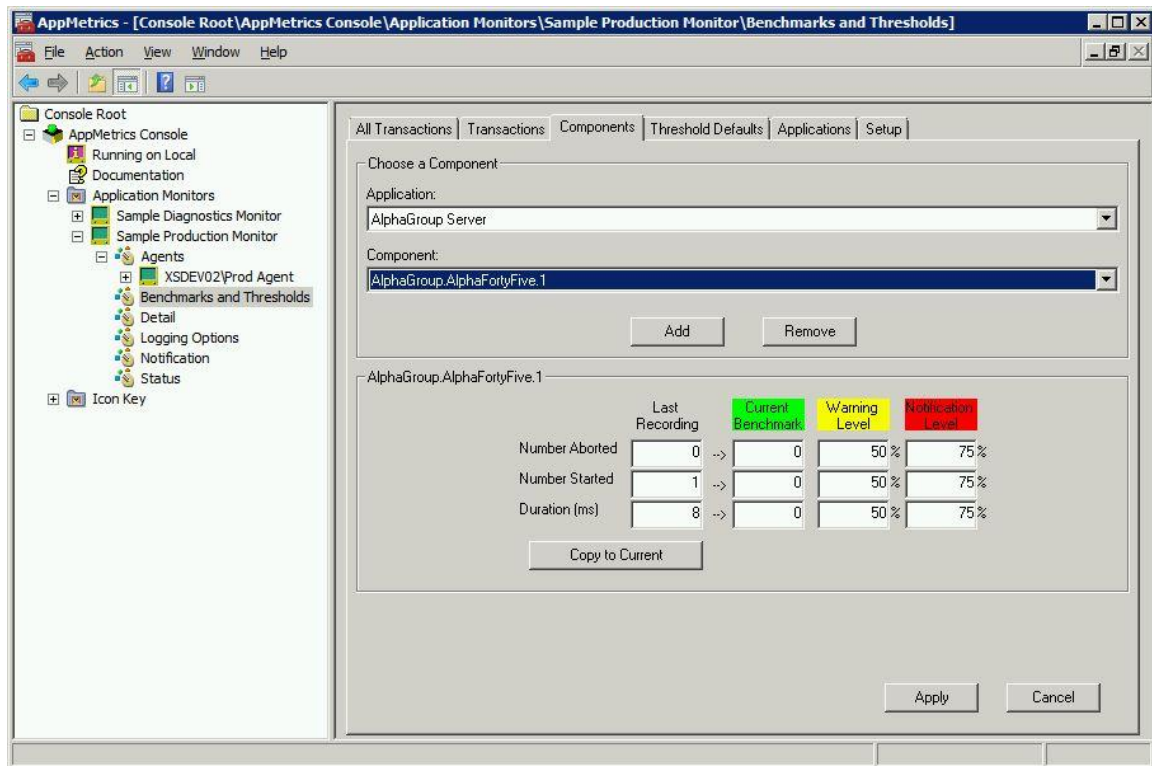 AppMetrics - [Console Root\AppMetrics Console\Application Monitors\Sample Production Monitor\Benchmarks and Thresholds]
File Action View Window Help
Console Root
AppMetrics Console
Running on Local
Documentation
Application Monitors
Sample Diagnostics Monitor
Sample Production Monitor
Agents
XSDEV02\Prod Agent
Benchmarks and Thresholds
Detail
Logging Options
Notification
Status
Icon Key
All Transactions Transactions Components Threshold Defaults Applications Setup
Choose a Component
Application:
AlphaGroup Server
Component:
AlphaGroup.AlphaFortyFive.1
Add Remove
AlphaGroup.AlphaFortyFive.1
Last Current Warning Notification
Recording Benchmark Level Level
Number Aborted 0 --> 0 50 % 75 %
Number Started 1 --> 0 50 % 75 %
Duration (ms) 8 --> 0 50 % 75 %
Copy to Current
Apply Cancel